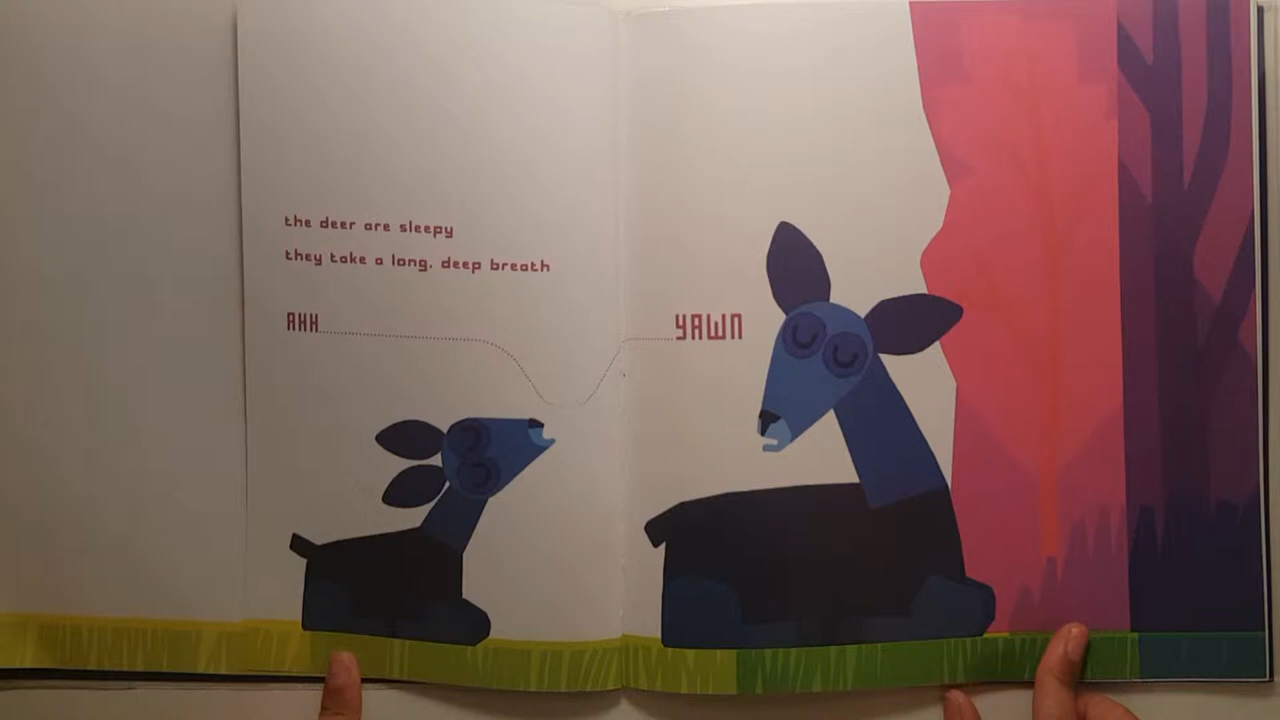 the deer are sleepy
they take a long, deep breath
AHH........................................YAWN